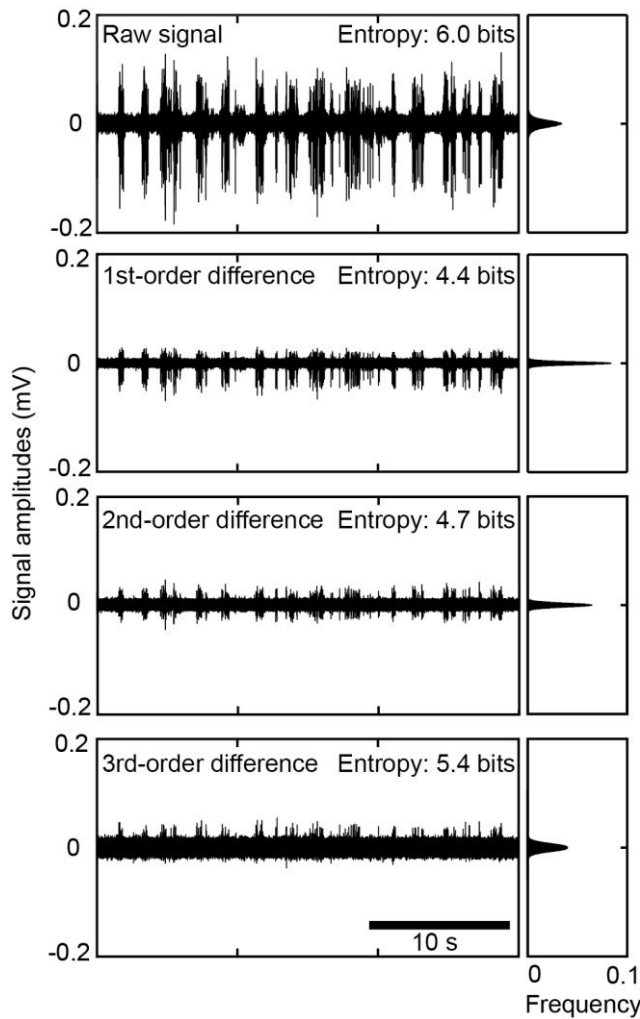 0.2
Raw signal Entropy: 6.0 bits
0
-0.2
0.2
1st-order difference Entropy: 4.4 bits
0
-0.2
0.2
2nd-order difference Entropy: 4.7 bits
0
-0.2
0.2
3rd-order difference Entropy: 5.4 bits
0
-0.2
10 s
Signal amplitudes (mV)
0 0.1
Frequency